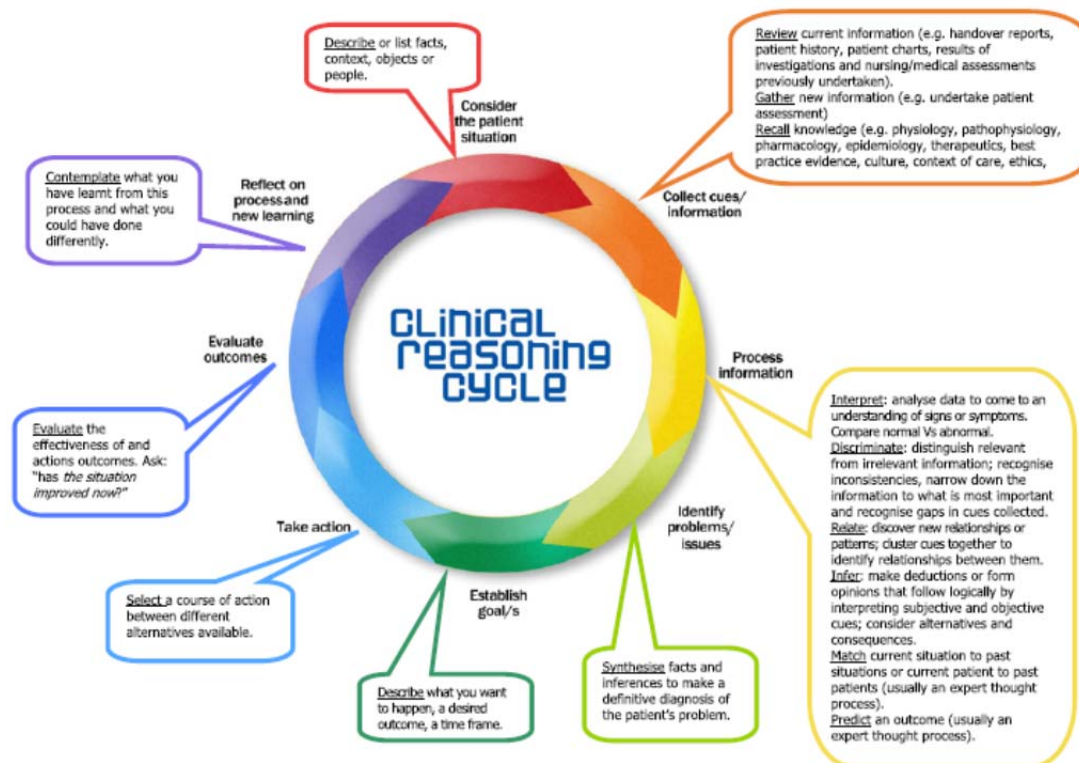 Describe or list facts,
context, objects or
people.
Consider
the patient
situation
Review current information (e.g. handover reports,
patient history, patient charts, results of
investigations and nursing/medical assessments
previously undertaken).
Gather new information (e.g. undertake patient
assessment)
Recall knowledge (e.g. physiology, pathophysiology,
pharmacology, epidemiology, therapeutics, best
practice evidence, culture, context of care, ethics,
Collect cues/
information
Process
information
Interpret: analyse data to come to an
understanding of signs or symptoms.
Compare normal Vs abnormal.
Discriminate: distinguish relevant
from irrelevant information; recognise
inconsistencies, narrow down the
information to what is most important
and recognise gaps in cues collected.
Relate: discover new relationships or
patterns; cluster cues together to
identify relationships between them.
Infer: make deductions or form
opinions that follow logically by
interpreting subjective and objective
cues; consider alternatives and
consequences.
Match current situation to past
situations or current patient to past
patients (usually an expert thought
process).
Predict an outcome (usually an
expert thought process).
Identify
problems/
issues
Synthesise facts and
inferences to make a
definitive diagnosis of
the patient's problem.
Establish
goal/s
Describe what you want
to happen, a desired
outcome, a time frame.
Take action
Select a course of action
between different
alternatives available.
Evaluate
outcomes
Evaluate the
effectiveness of and
actions outcomes. Ask:
"has the situation
improved now?"
Reflect on
process and
new learning
Contemplate what you
have learnt from this
process and what you
could have done
differently.
CLINICAL
REASONING
CYCLE